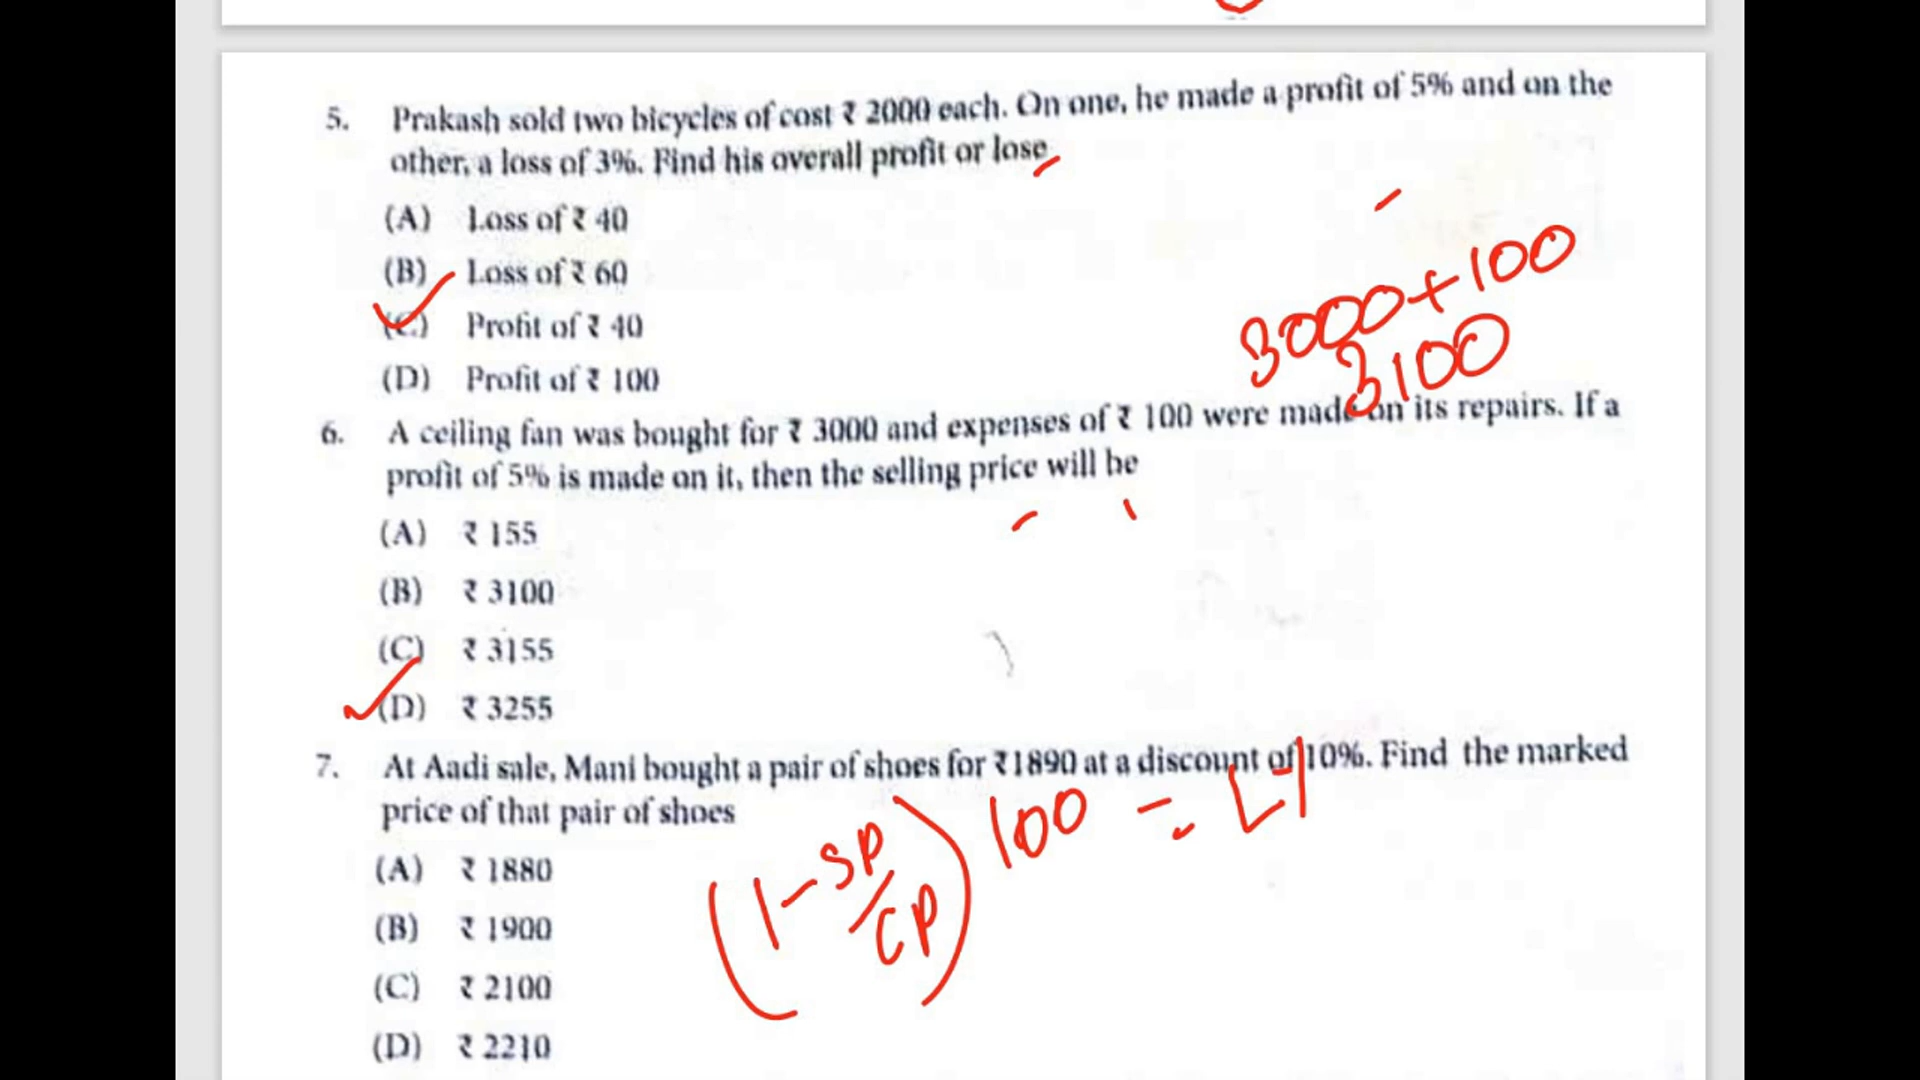 5. Prakash sold two bicycles of cost ₹ 2000 each. On one, he made a profit of 5% and on the
other, a loss of 3%. Find his overall profit or lose
(A) Loss of ₹ 40
(B) Loss of ₹ 60
(C) Profit of ₹ 40
(D) Profit of ₹ 100
3000+100
3100
6. A ceiling fan was bought for ₹ 3000 and expenses of ₹ 100 were made on its repairs. If a
profit of 5% is made on it, then the selling price will be
(A) ₹ 155
(B) ₹ 3100
(C) ₹ 3155
(D) ₹ 3255
7. At Aadi sale, Mani bought a pair of shoes for ₹1890 at a discount of 10%. Find the marked
price of that pair of shoes
(1-SP/CP) 100 =
(A) ₹ 1880
(B) ₹ 1900
(C) ₹ 2100
(D) ₹ 2210